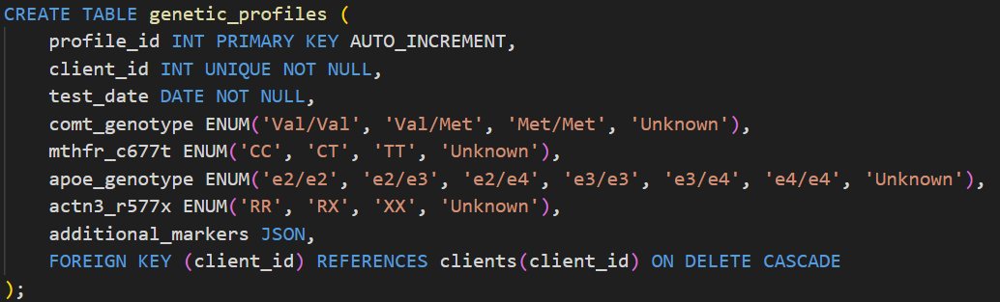 CREATE TABLE genetic_profiles (
    profile_id INT PRIMARY KEY AUTO_INCREMENT,
    client_id INT UNIQUE NOT NULL,
    test_date DATE NOT NULL,
    comt_genotype ENUM('Val/Val', 'Val/Met', 'Met/Met', 'Unknown'),
    mthfr_c677t ENUM('CC', 'CT', 'TT', 'Unknown'),
    apoe_genotype ENUM('e2/e2', 'e2/e3', 'e2/e4', 'e3/e3', 'e3/e4', 'e4/e4', 'Unknown'),
    actn3_r577x ENUM('RR', 'RX', 'XX', 'Unknown'),
    additional_markers JSON,
    FOREIGN KEY (client_id) REFERENCES clients(client_id) ON DELETE CASCADE
);